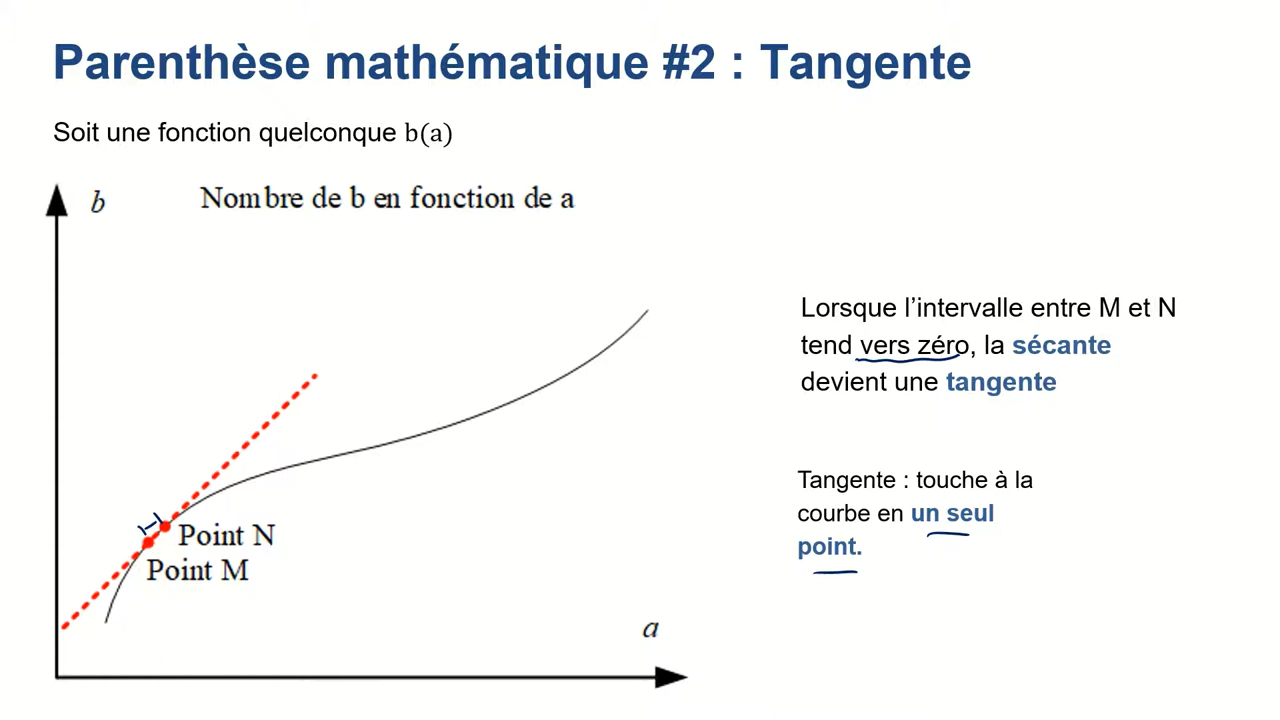 Parenthèse mathématique #2 : Tangente
Soit une fonction quelconque b(a)
b
Nombre de b en fonction de a
Lorsque l’intervalle entre M et N
tend vers zéro, la sécante
devient une tangente
Tangente : touche à la
courbe en un seul
point.
Point N
Point M
a